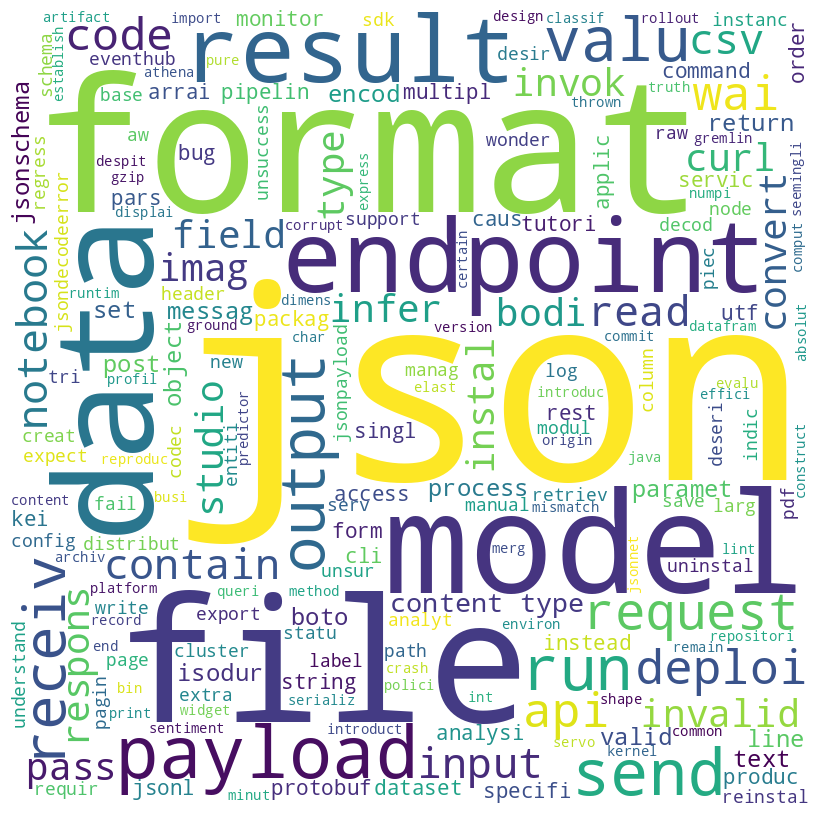 artifact
import
monitor
sdk
design
classif
rollout
instanc
code
result
valu
csv
order
schema
establish
eventhub
pure
desir
command
athena
base
arrai
pipelin
encod
multipl
invok
wai
thrown
truth
jsonschema
regress
format
aw
bug
unsuccess
type
express
wonder
applic
raw
return
gremlin
despit
gzip
pars
curl
servic
numpi
node
convert
comput
seemingli
displai
field
corrupt
support
caus
tutori
certain
endpoint
decod
piec
notebook
jsondecodeerror
data
imag
runtim
header
dimens
set
messag
packag
infer
bodi
read
utf
datafram
absolut
ground
char
version
commit
tri
post
profil
object
new
json
jsonpayload
manag
elast
log
introduc
column
evalu
effici
instal
rest
modul
origin
singl
deseri
indic
construct
creat
expect
reproduc
codec
studio
entiti
predictor
output
java
content
kei
config
fail
busi
access
serv
process
manual
retriev
mismatch
paramet
save
larg
pdf
distribut
form
cli
unsur
model
merg
jsonnet
lint
uninstal
archiv
contain
platform
record
end
queri
method
environ
receiv
respons
understand
write
page
file
export
boto
statu
content type
analyt
request
repositori
instead
remain
cluster
isodur
label
path
crash
polici
run
deploi
pagin
print
bin
extra
widget
string
serializ
int
api
shape
invalid
sentiment
introduct
analysi
servo
kernel
valid
common
line
pass
payload
input
send
text
produc
requir
jsonl
minut
protobuf
dataset
specifi
reinstal